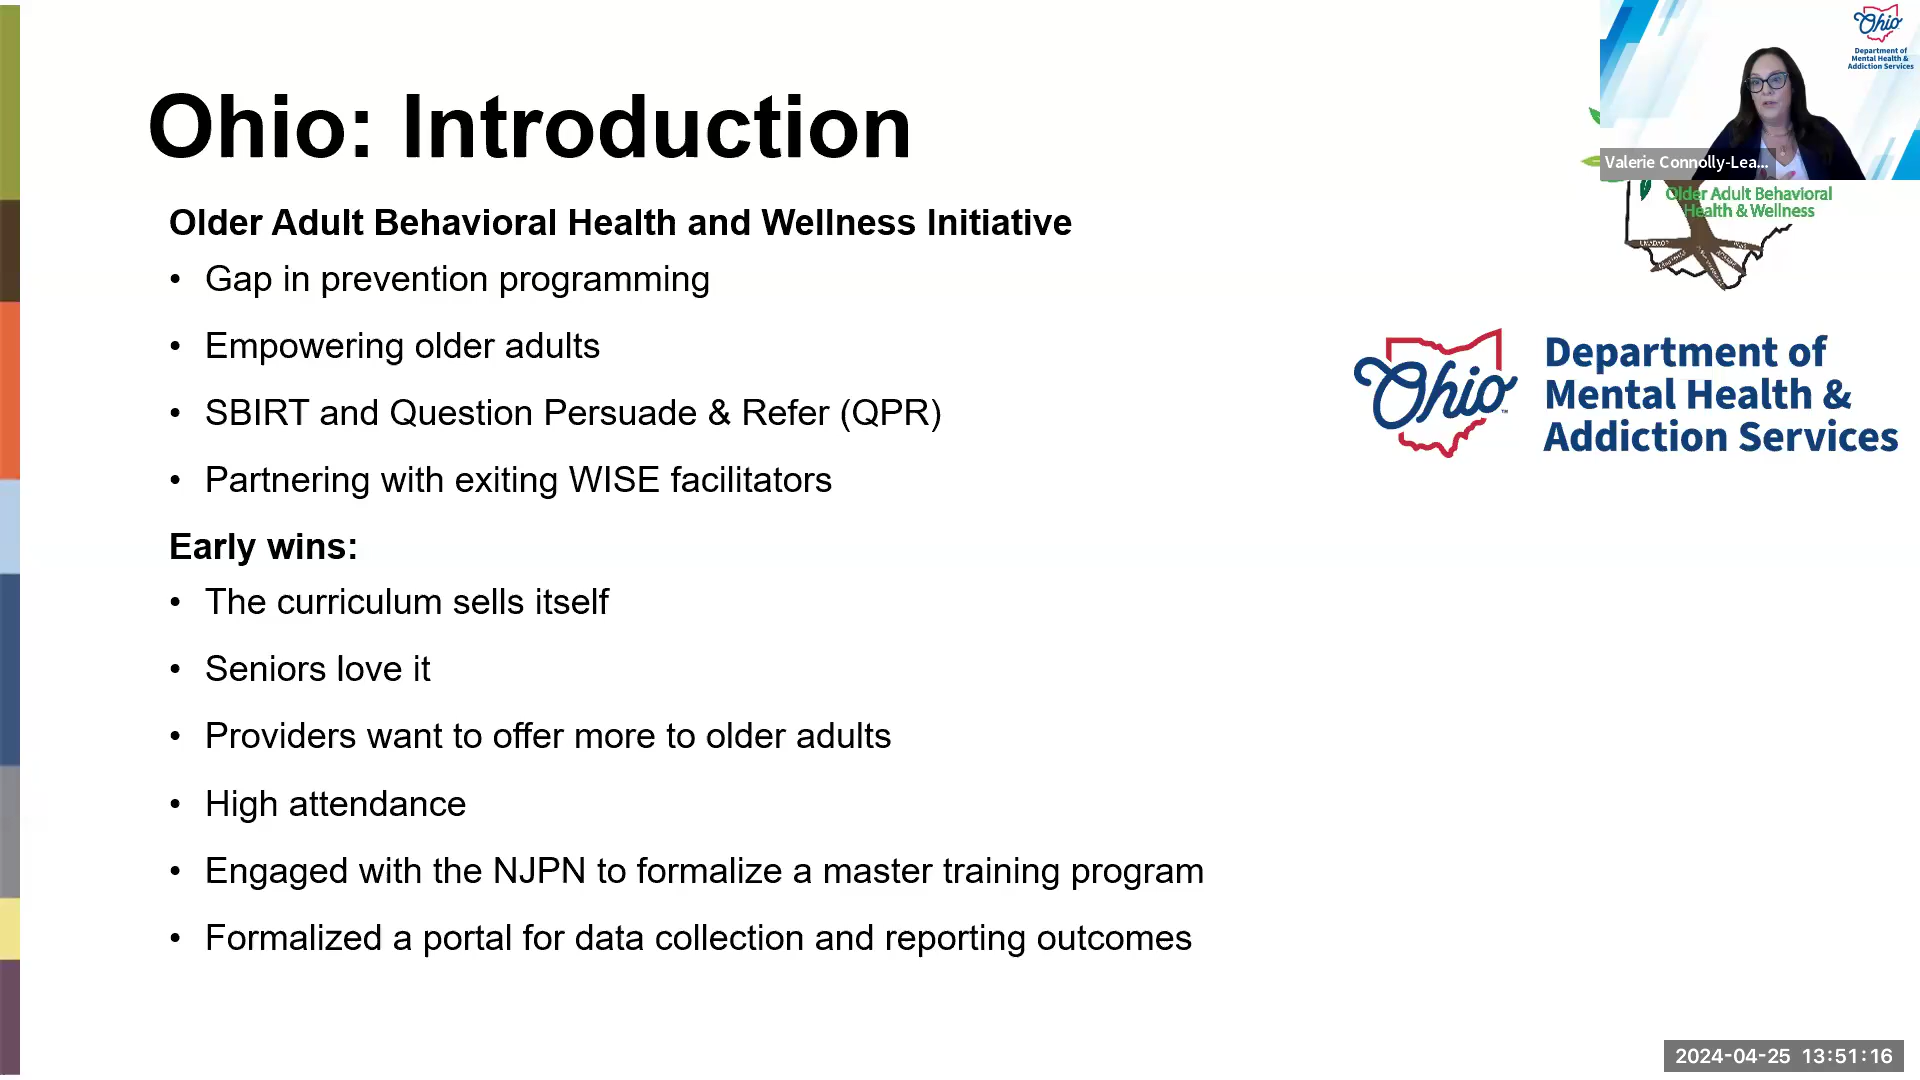 Ohio: Introduction
Older Adult Behavioral Health and Wellness Initiative
• Gap in prevention programming
• Empowering older adults
• SBIRT and Question Persuade & Refer (QPR)
• Partnering with exiting WISE facilitators
Early wins:
• The curriculum sells itself
• Seniors love it
• Providers want to offer more to older adults
• High attendance
• Engaged with the NJPN to formalize a master training program
• Formalized a portal for data collection and reporting outcomes
Ohio
Department of
Mental Health &
Addiction Services
Valerie Connolly-Lea...
Older Adult Behavioral
Health & Wellness
Ohio™
Department of
Mental Health &
Addiction Services
2024-04-25 13:51:16